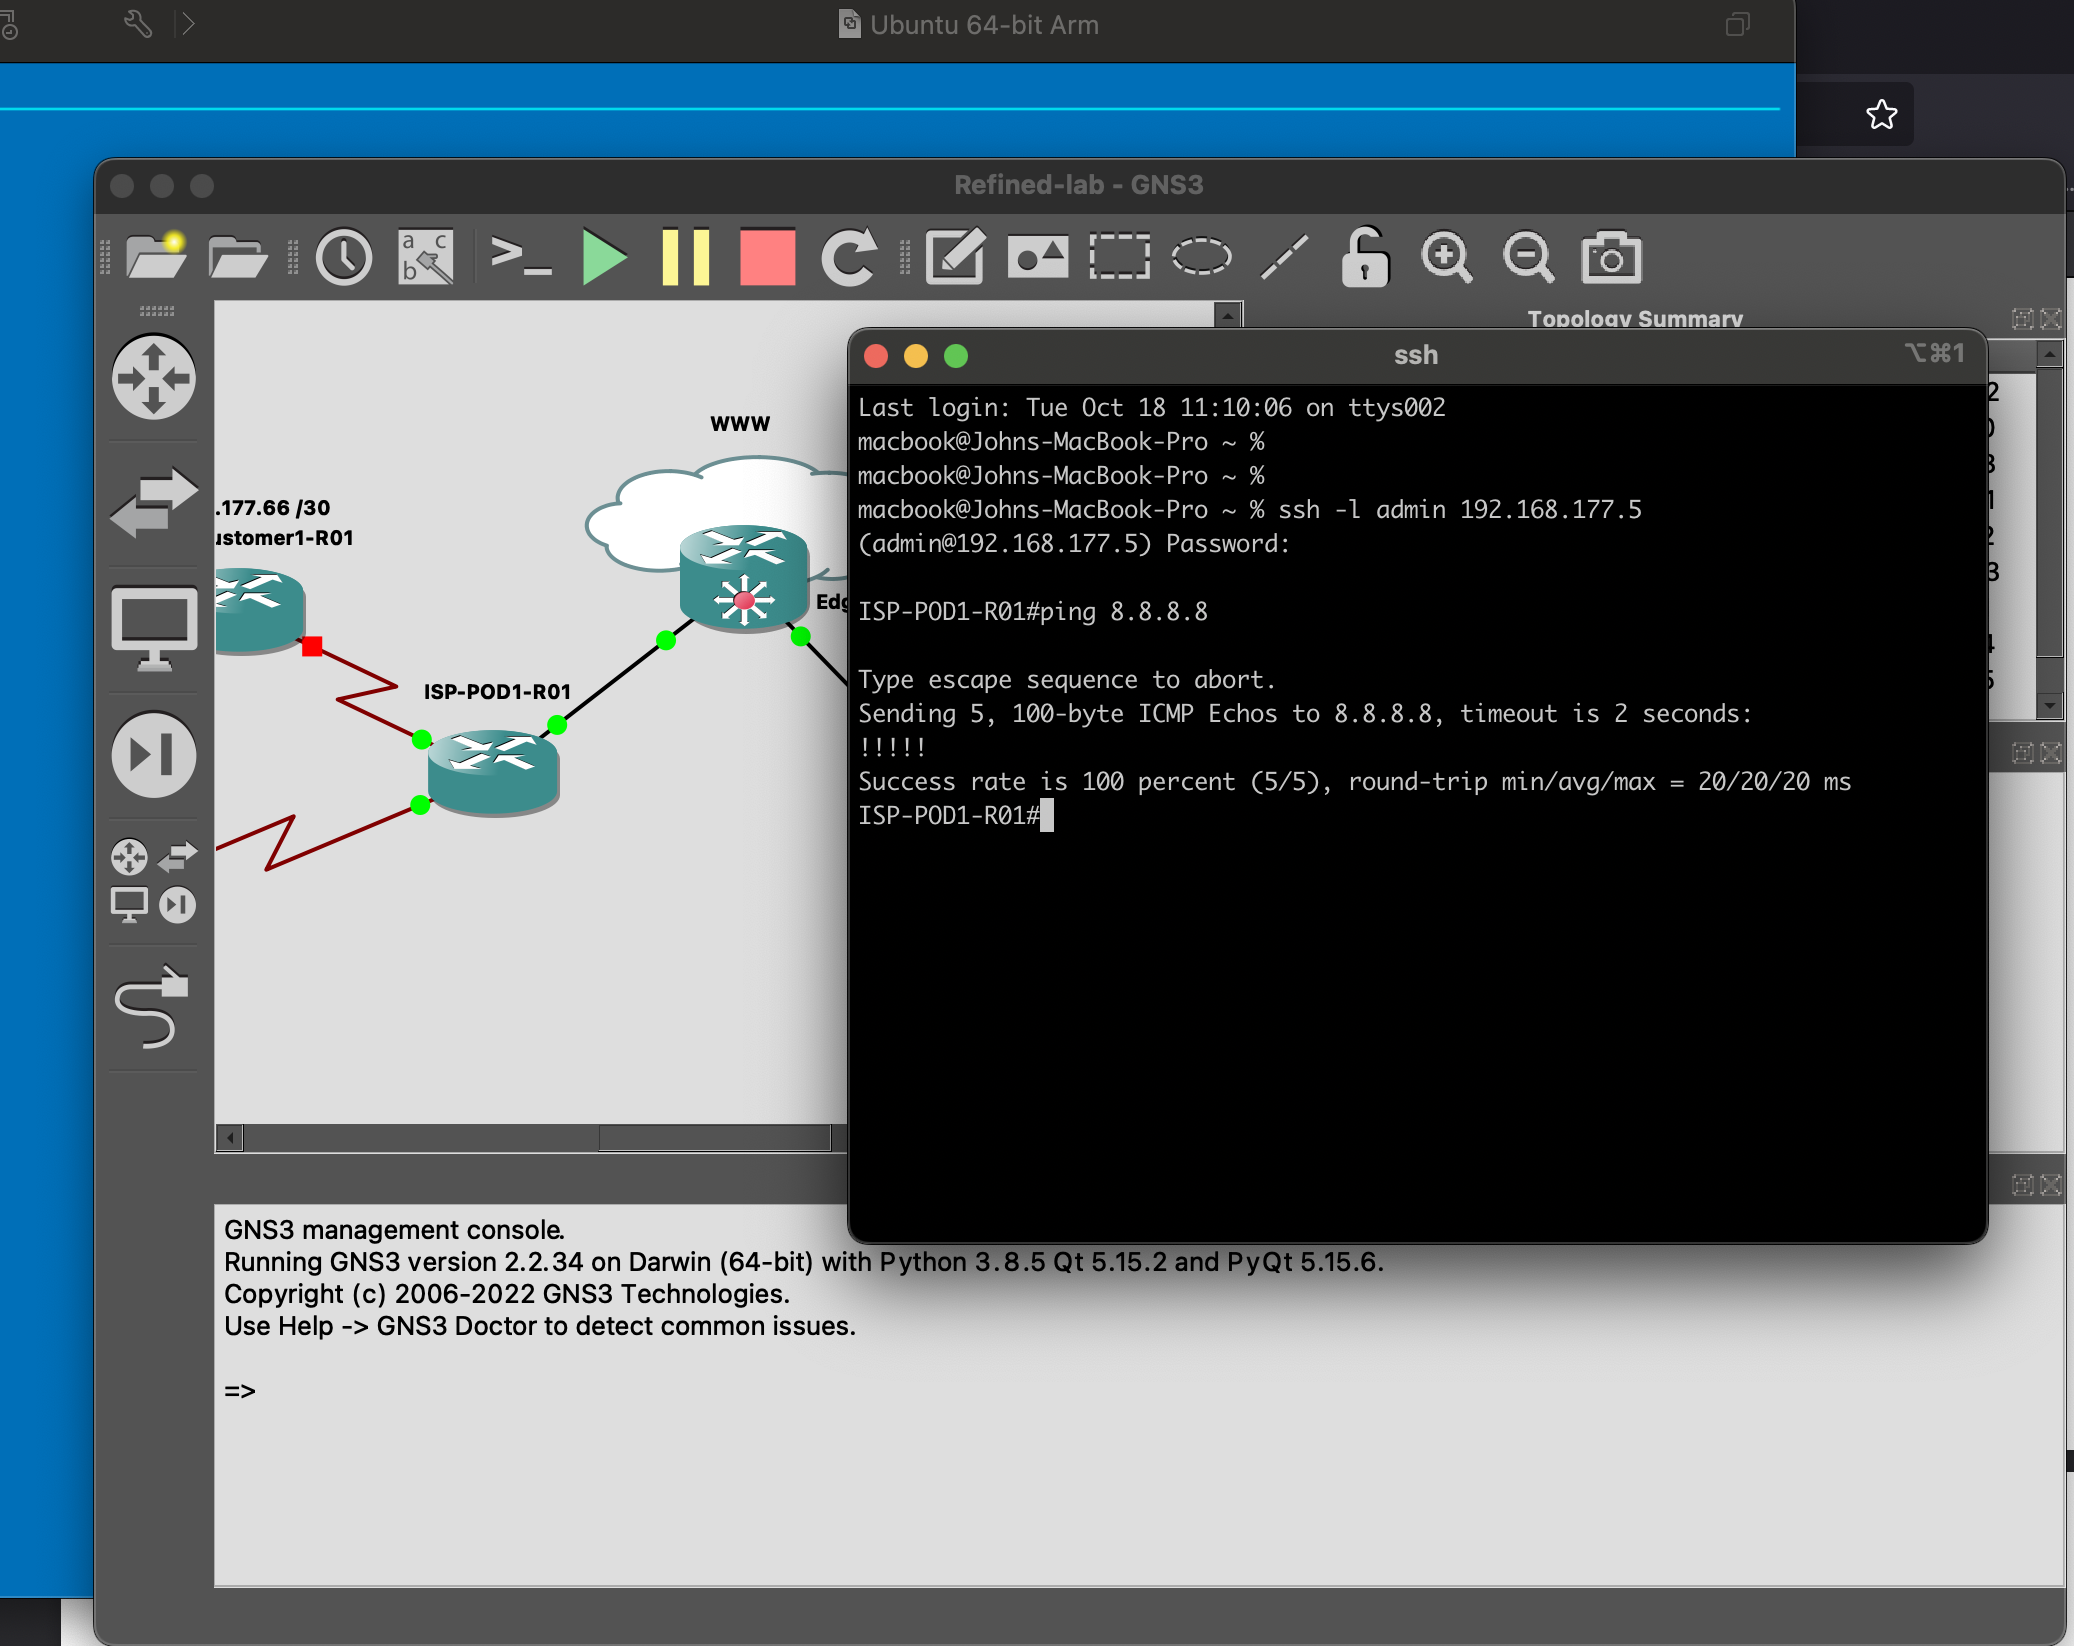 Ubuntu 64-bit Arm
Refined-lab - GNS3
a c
b
>_
Topology Summary
www
.177.66 /30
ustomer1-R01
ISP-POD1-R01
ssh
⌥⌘1
Last login: Tue Oct 18 11:10:06 on ttys002
macbook@Johns-MacBook-Pro ~ %
macbook@Johns-MacBook-Pro ~ %
macbook@Johns-MacBook-Pro ~ % ssh -l admin 192.168.177.5
(admin@192.168.177.5) Password:
ISP-POD1-R01#ping 8.8.8.8
Type escape sequence to abort.
Sending 5, 100-byte ICMP Echos to 8.8.8.8, timeout is 2 seconds:
!!!!!
Success rate is 100 percent (5/5), round-trip min/avg/max = 20/20/20 ms
ISP-POD1-R01#
GNS3 management console.
Running GNS3 version 2.2.34 on Darwin (64-bit) with Python 3.8.5 Qt 5.15.2 and PyQt 5.15.6.
Copyright (c) 2006-2022 GNS3 Technologies.
Use Help -> GNS3 Doctor to detect common issues.
=>